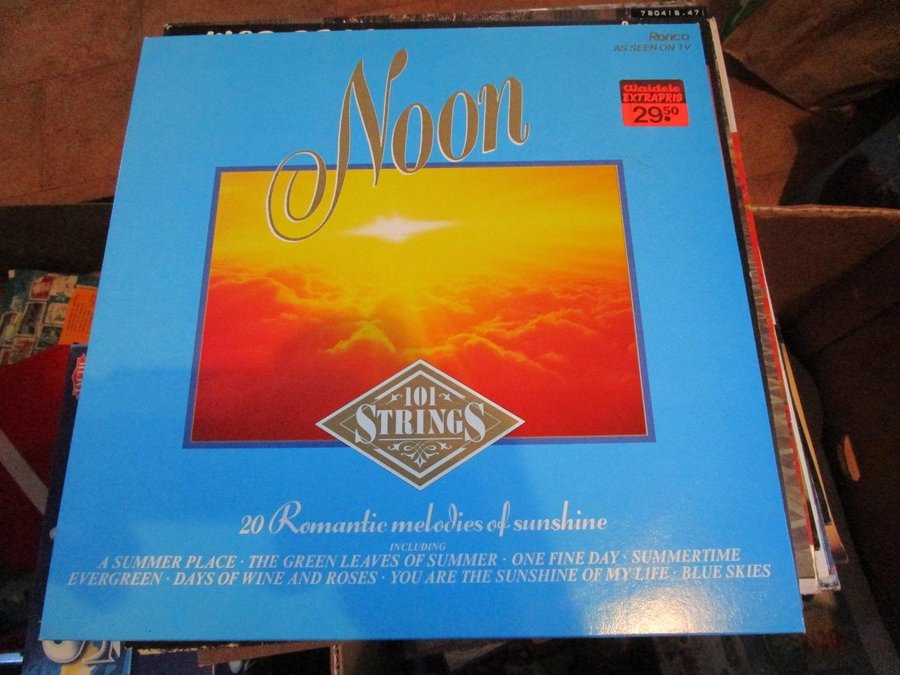 780418.471
Ronco
AS SEEN ON TV
Waidele
EXTRAPRIS
29.50
Noon
101
STRINGS
20 Romantic melodies of sunshine
INCLUDING
A SUMMER PLACE · THE GREEN LEAVES OF SUMMER · ONE FINE DAY · SUMMERTIME
EVERGREEN · DAYS OF WINE AND ROSES · YOU ARE THE SUNSHINE OF MY LIFE · BLUE SKIES